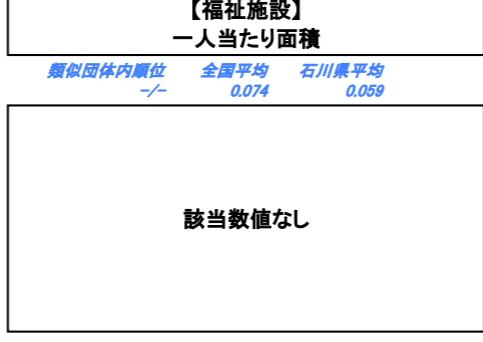 【福祉施設】
一人当たり面積
類似団体内順位 全国平均 石川県平均
-/- 0.074 0.059
該当数値なし